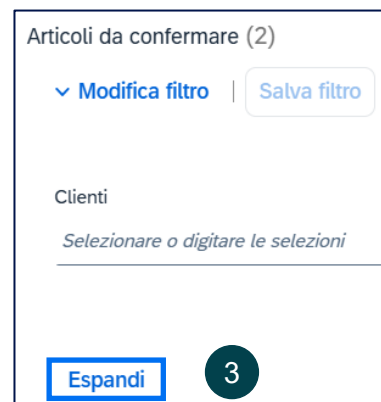 Articoli da confermare (2)
Modifica filtro | Salva filtro
Clienti
Selezionare o digitare le selezioni
Espandi 3